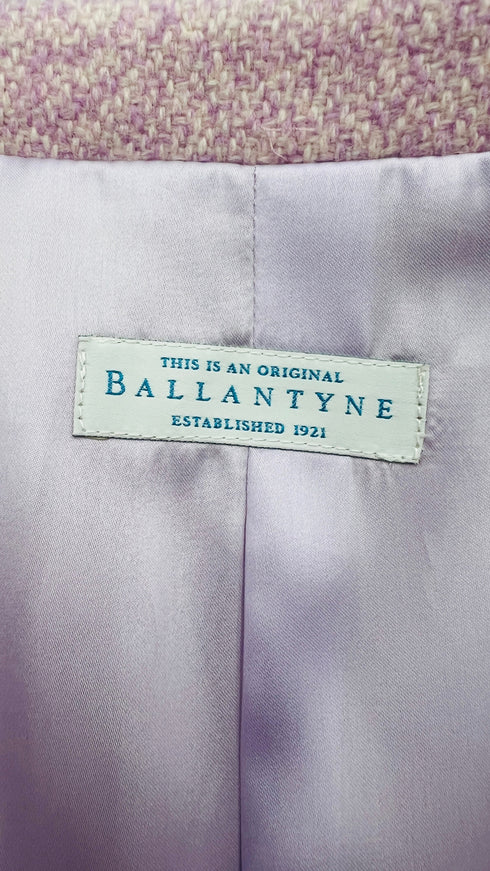 THIS IS AN ORIGINAL
BALLANTYNE
ESTABLISHED 1921